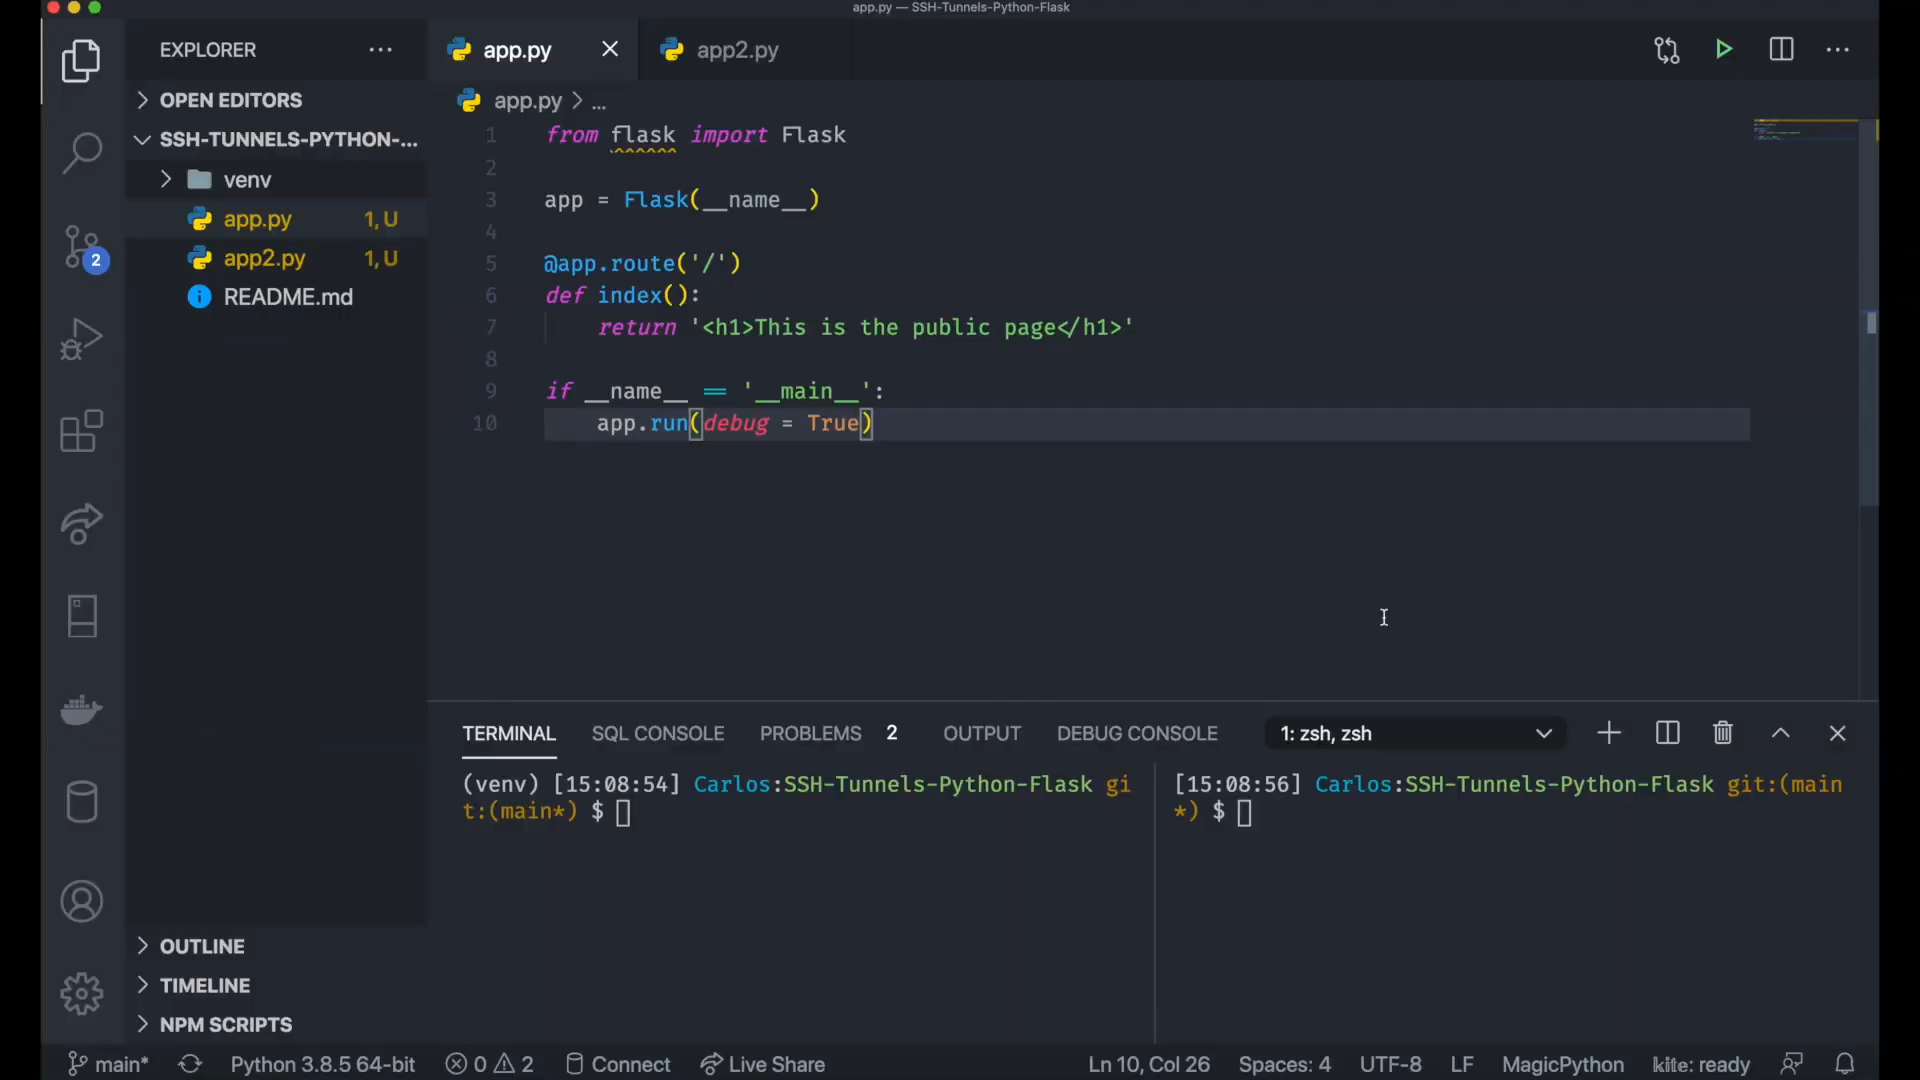 app.py — SSH-Tunnels-Python-Flask
EXPLORER
OPEN EDITORS
SSH-TUNNELS-PYTHON-...
venv
app.py 1, U
app2.py 1, U
README.md
OUTLINE
TIMELINE
NPM SCRIPTS
app.py
app2.py
app.py > ...
1 from flask import Flask
2
3 app = Flask(__name__)
4
5 @app.route('/')
6 def index():
7 return '<h1>This is the public page</h1>'
8
9 if __name__ == '__main__':
10 app.run(debug = True)
TERMINAL SQL CONSOLE PROBLEMS 2 OUTPUT DEBUG CONSOLE 1: zsh, zsh
(venv) [15:08:54] Carlos:SSH-Tunnels-Python-Flask gi
t:(main*) $
[15:08:56] Carlos:SSH-Tunnels-Python-Flask git:(main
*) $
2
main* Python 3.8.5 64-bit 0 2 Connect Live Share Ln 10, Col 26 Spaces: 4 UTF-8 LF MagicPython kite: ready